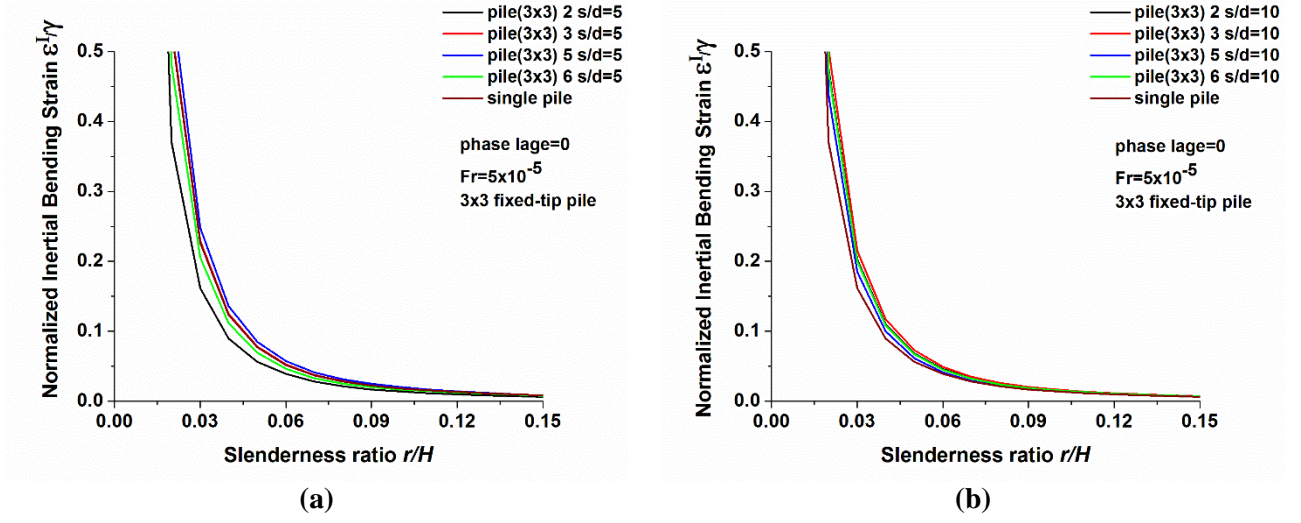 pile(3x3) 2 s/d=5
pile(3x3) 3 s/d=5
pile(3x3) 5 s/d=5
pile(3x3) 6 s/d=5
single pile
phase lage=0
Fr=5x10⁻⁵
3x3 fixed-tip pile
Normalized Inertial Bending Strain εᴵ/γ
0.5
0.4
0.3
0.2
0.1
0.0
0.00 0.03 0.06 0.09 0.12 0.15
Slenderness ratio r/H
(a)
pile(3x3) 2 s/d=10
pile(3x3) 3 s/d=10
pile(3x3) 5 s/d=10
pile(3x3) 6 s/d=10
single pile
phase lage=0
Fr=5x10⁻⁵
3x3 fixed-tip pile
Normalized Inertial Bending Strain εᴵ/γ
0.5
0.4
0.3
0.2
0.1
0.0
0.00 0.03 0.06 0.09 0.12 0.15
Slenderness ratio r/H
(b)